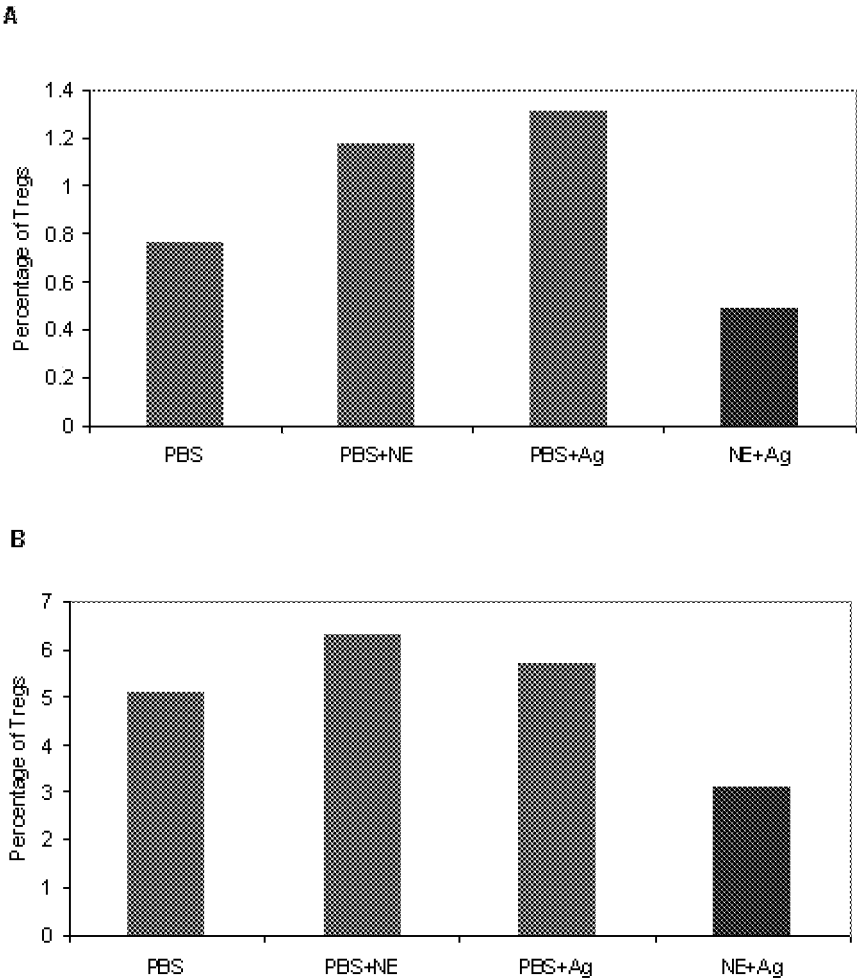 A
Percentage of Tregs
1.4
1.2
1
0.8
0.6
0.4
0.2
0
PBS
PBS+NE
PBS+Ag
NE+Ag
B
Percentage of Tregs
7
6
5
4
3
2
1
0
PBS
PBS+NE
PBS+Ag
NE+Ag